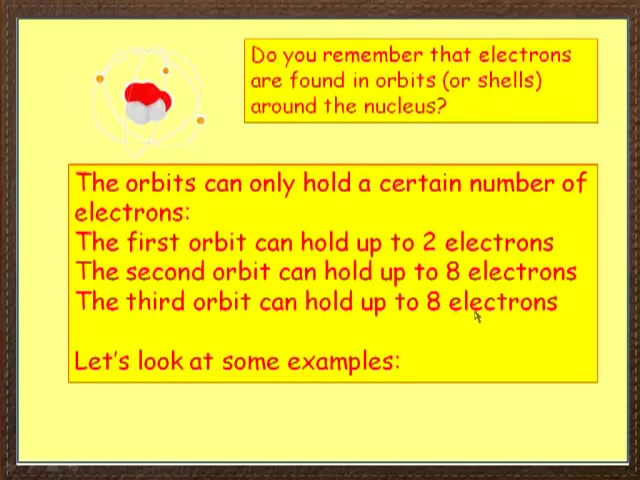 Do you remember that electrons
are found in orbits (or shells)
around the nucleus?
The orbits can only hold a certain number of
electrons:
The first orbit can hold up to 2 electrons
The second orbit can hold up to 8 electrons
The third orbit can hold up to 8 electrons
Let's look at some examples: